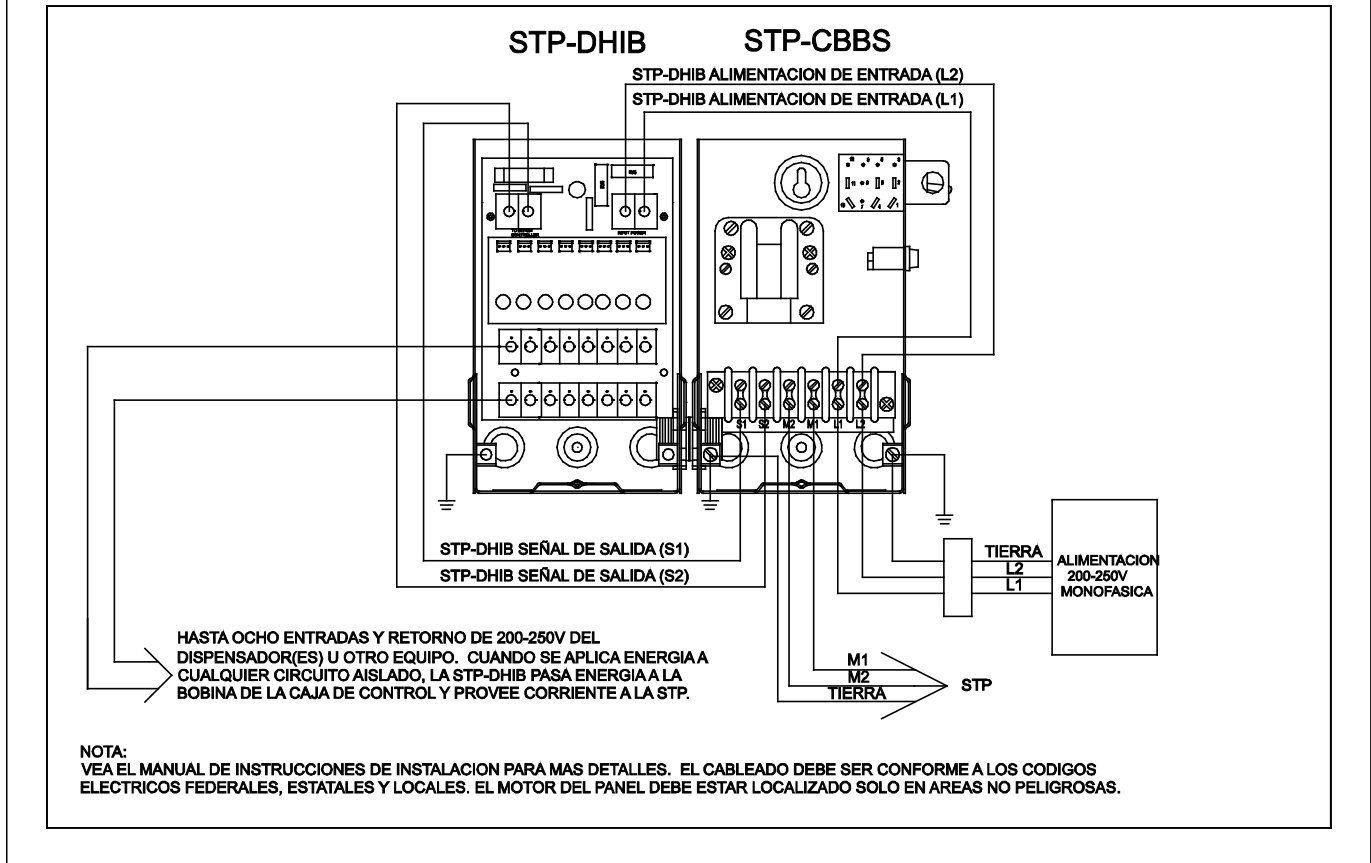 STP-DHIB
STP-CBBS
STP-DHIB ALIMENTACION DE ENTRADA (L2)
STP-DHIB ALIMENTACION DE ENTRADA (L1)
CONTROLLER
INPUT POWER
S1 S2 M2 M1 L1 L2
STP-DHIB SEÑAL DE SALIDA (S1)
STP-DHIB SEÑAL DE SALIDA (S2)
TIERRA
L2
L1
ALIMENTACION
200-250V
MONOFASICA
HASTA OCHO ENTRADAS Y RETORNO DE 200-250V DEL
DISPENSADOR(ES) U OTRO EQUIPO. CUANDO SE APLICA ENERGIA A
CUALQUIER CIRCUITO AISLADO, LA STP-DHIB PASA ENERGIA A LA
BOBINA DE LA CAJA DE CONTROL Y PROVEE CORRIENTE A LA STP.
M1
M2
TIERRA
STP
NOTA:
VEA EL MANUAL DE INSTRUCCIONES DE INSTALACION PARA MAS DETALLES. EL CABLEADO DEBE SER CONFORME A LOS CODIGOS
ELECTRICOS FEDERALES, ESTATALES Y LOCALES. EL MOTOR DEL PANEL DEBE ESTAR LOCALIZADO SOLO EN AREAS NO PELIGROSAS.